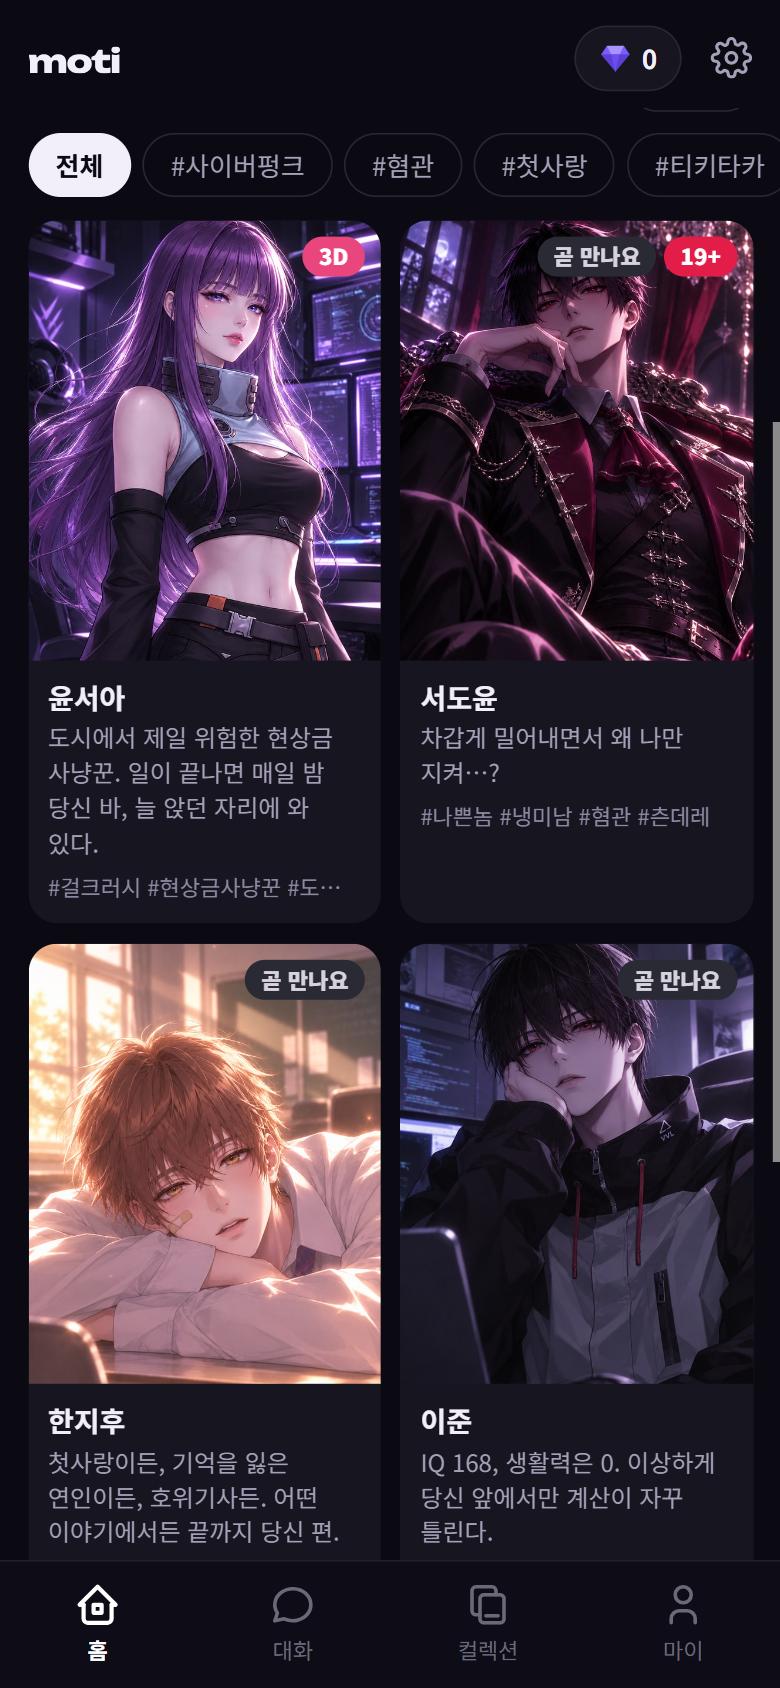 moti
0
전체
#사이버펑크
#혐관
#첫사랑
#티키타카
3D
곧 만나요
19+
윤서아
도시에서 제일 위험한 현상금
사냥꾼. 일이 끝나면 매일 밤
당신 바, 늘 앉던 자리에 와
있다.
#걸크러시 #현상금사냥꾼 #도…
서도윤
차갑게 밀어내면서 왜 나만
지켜…?
#나쁜놈 #냉미남 #혐관 #츤데레
곧 만나요
곧 만나요
한지후
첫사랑이든, 기억을 잃은
연인이든, 호위기사든. 어떤
이야기에서든 끝까지 당신 편.
이준
IQ 168, 생활력은 0. 이상하게
당신 앞에서만 계산이 자꾸
틀린다.
홈
대화
컬렉션
마이